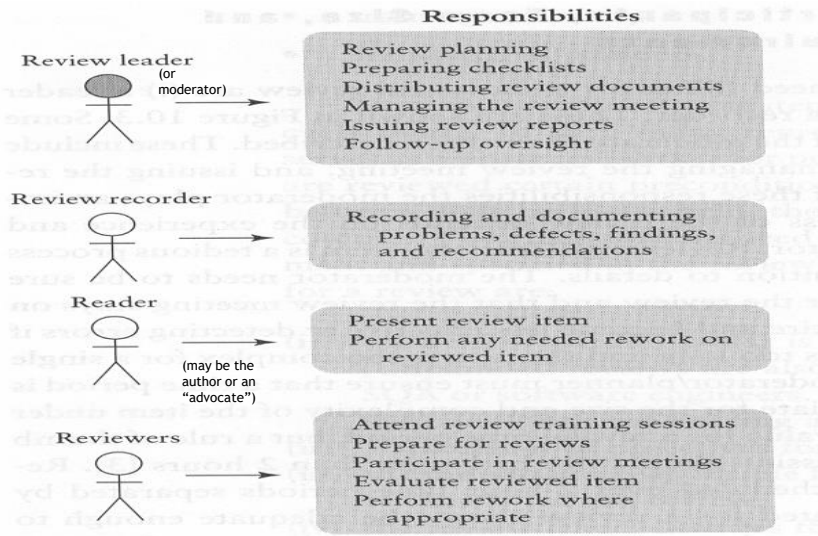 Responsibilities
Review leader
(or
moderator)
Review planning
Preparing checklists
Distributing review documents
Managing the review meeting
Issuing review reports
Follow-up oversight
Review recorder
Recording and documenting
problems, defects, findings,
and recommendations
Reader
(may be the
author or an
“advocate”)
Present review item
Perform any needed rework on
reviewed item
Reviewers
Attend review training sessions
Prepare for reviews
Participate in review meetings
Evaluate reviewed item
Perform rework where
appropriate